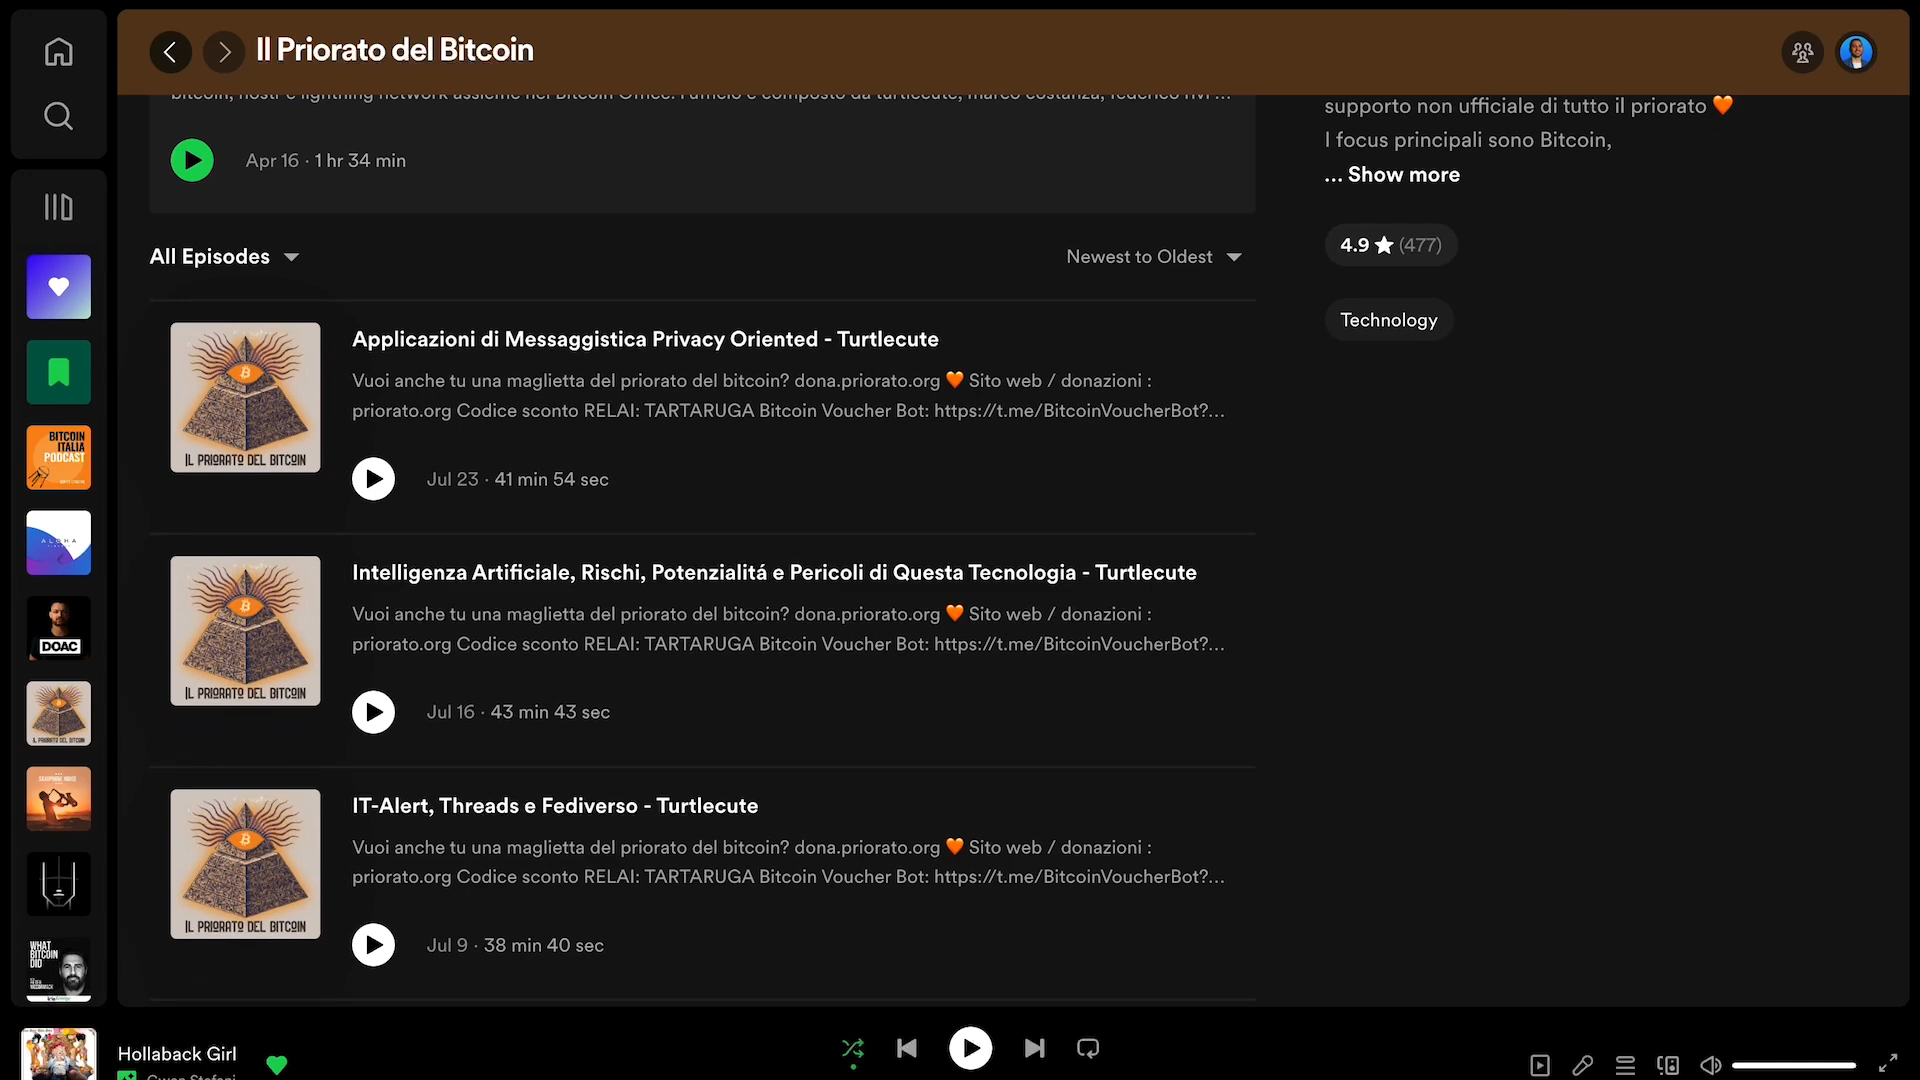 Il Priorato del Bitcoin
Apr 16 · 1 hr 34 min
supporto non ufficiale di tutto il priorato 🧡
I focus principali sono Bitcoin,
... Show more
4.9 ★ (477)
Technology
All Episodes
Newest to Oldest
Applicazioni di Messaggistica Privacy Oriented - Turtlecute
Vuoi anche tu una maglietta del priorato del bitcoin? dona.priorato.org 🧡 Sito web / donazioni :
priorato.org Codice sconto RELAI: TARTARUGA Bitcoin Voucher Bot: https://t.me/BitcoinVoucherBot?...
Jul 23 · 41 min 54 sec
IL PRIORATO DEL BITCOIN
Intelligenza Artificiale, Rischi, Potenzialitá e Pericoli di Questa Tecnologia - Turtlecute
Vuoi anche tu una maglietta del priorato del bitcoin? dona.priorato.org 🧡 Sito web / donazioni :
priorato.org Codice sconto RELAI: TARTARUGA Bitcoin Voucher Bot: https://t.me/BitcoinVoucherBot?...
Jul 16 · 43 min 43 sec
IL PRIORATO DEL BITCOIN
IT-Alert, Threads e Fediverso - Turtlecute
Vuoi anche tu una maglietta del priorato del bitcoin? dona.priorato.org 🧡 Sito web / donazioni :
priorato.org Codice sconto RELAI: TARTARUGA Bitcoin Voucher Bot: https://t.me/BitcoinVoucherBot?...
Jul 9 · 38 min 40 sec
IL PRIORATO DEL BITCOIN
BITCOIN
ITALIA
PODCAST
ALOHA
DOAC
IL PRIORATO DEL BITCOIN
WHAT
BITCOIN
DID
Hollaback Girl